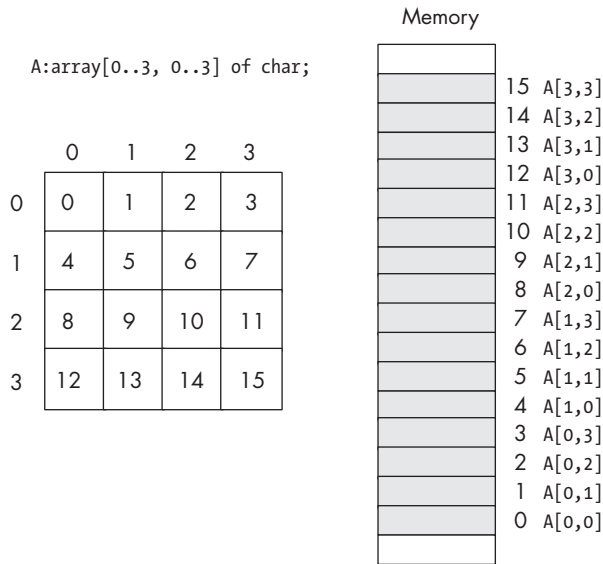 Memory
A:array[0..3, 0..3] of char;
0 1 2 3
0 0 1 2 3
1 4 5 6 7
2 8 9 10 11
3 12 13 14 15
15 A[3,3]
14 A[3,2]
13 A[3,1]
12 A[3,0]
11 A[2,3]
10 A[2,2]
9 A[2,1]
8 A[2,0]
7 A[1,3]
6 A[1,2]
5 A[1,1]
4 A[1,0]
3 A[0,3]
2 A[0,2]
1 A[0,1]
0 A[0,0]